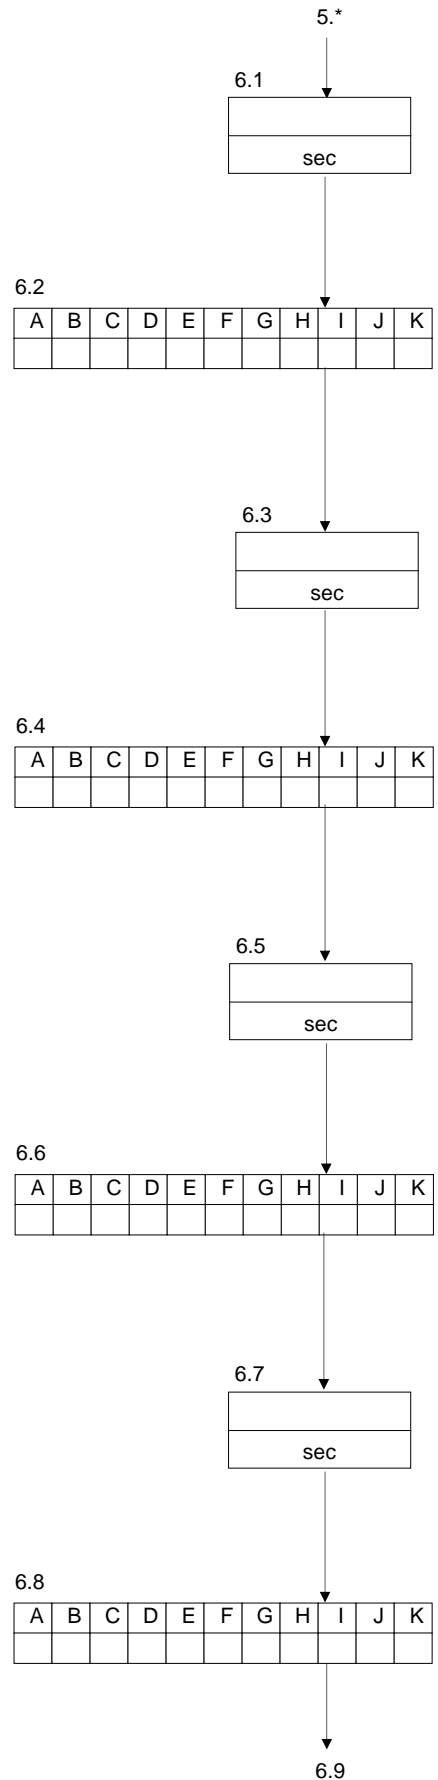 5.*
6.1
sec
6.2
A B C D E F G H I J K
6.3
sec
6.4
A B C D E F G H I J K
6.5
sec
6.6
A B C D E F G H I J K
6.7
sec
6.8
A B C D E F G H I J K
6.9